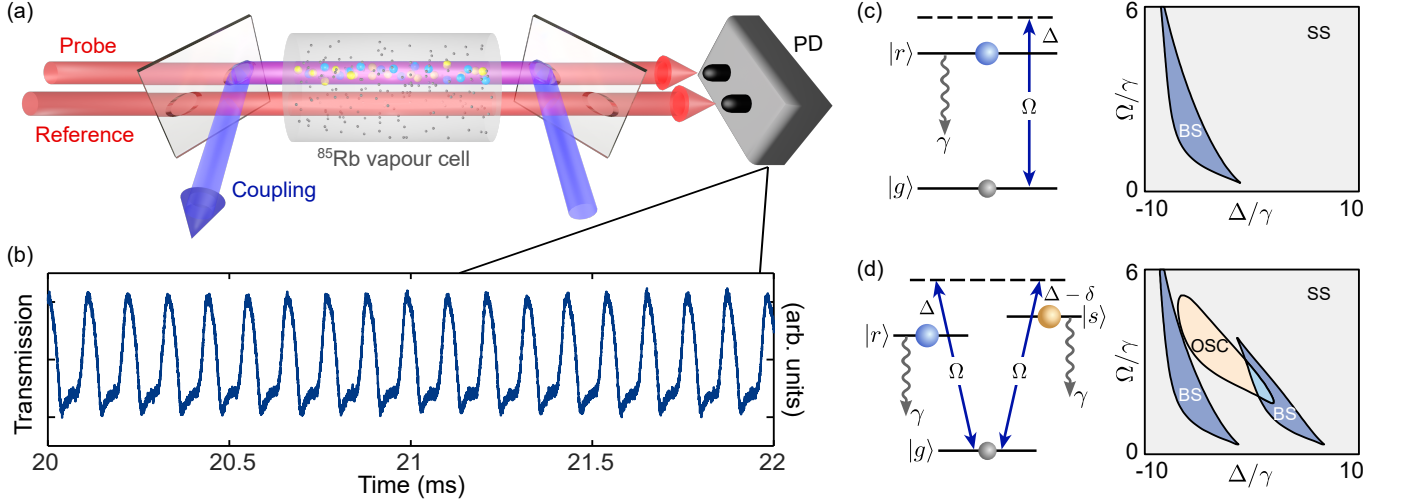 (a)
Probe
Reference
Coupling
⁸⁵Rb vapour cell
PD
(b)
Transmission
(arb. units)
20 20.5 21 21.5 22
Time (ms)
(c)
|r⟩
Δ
Ω
γ
|g⟩
6
SS
Ω/γ
BS
0
-10 Δ/γ 10
(d)
Δ
Δ − δ
|r⟩
|s⟩
Ω Ω
γ γ
|g⟩
6
SS
Ω/γ
OSC
BS
BS
0
-10 Δ/γ 10